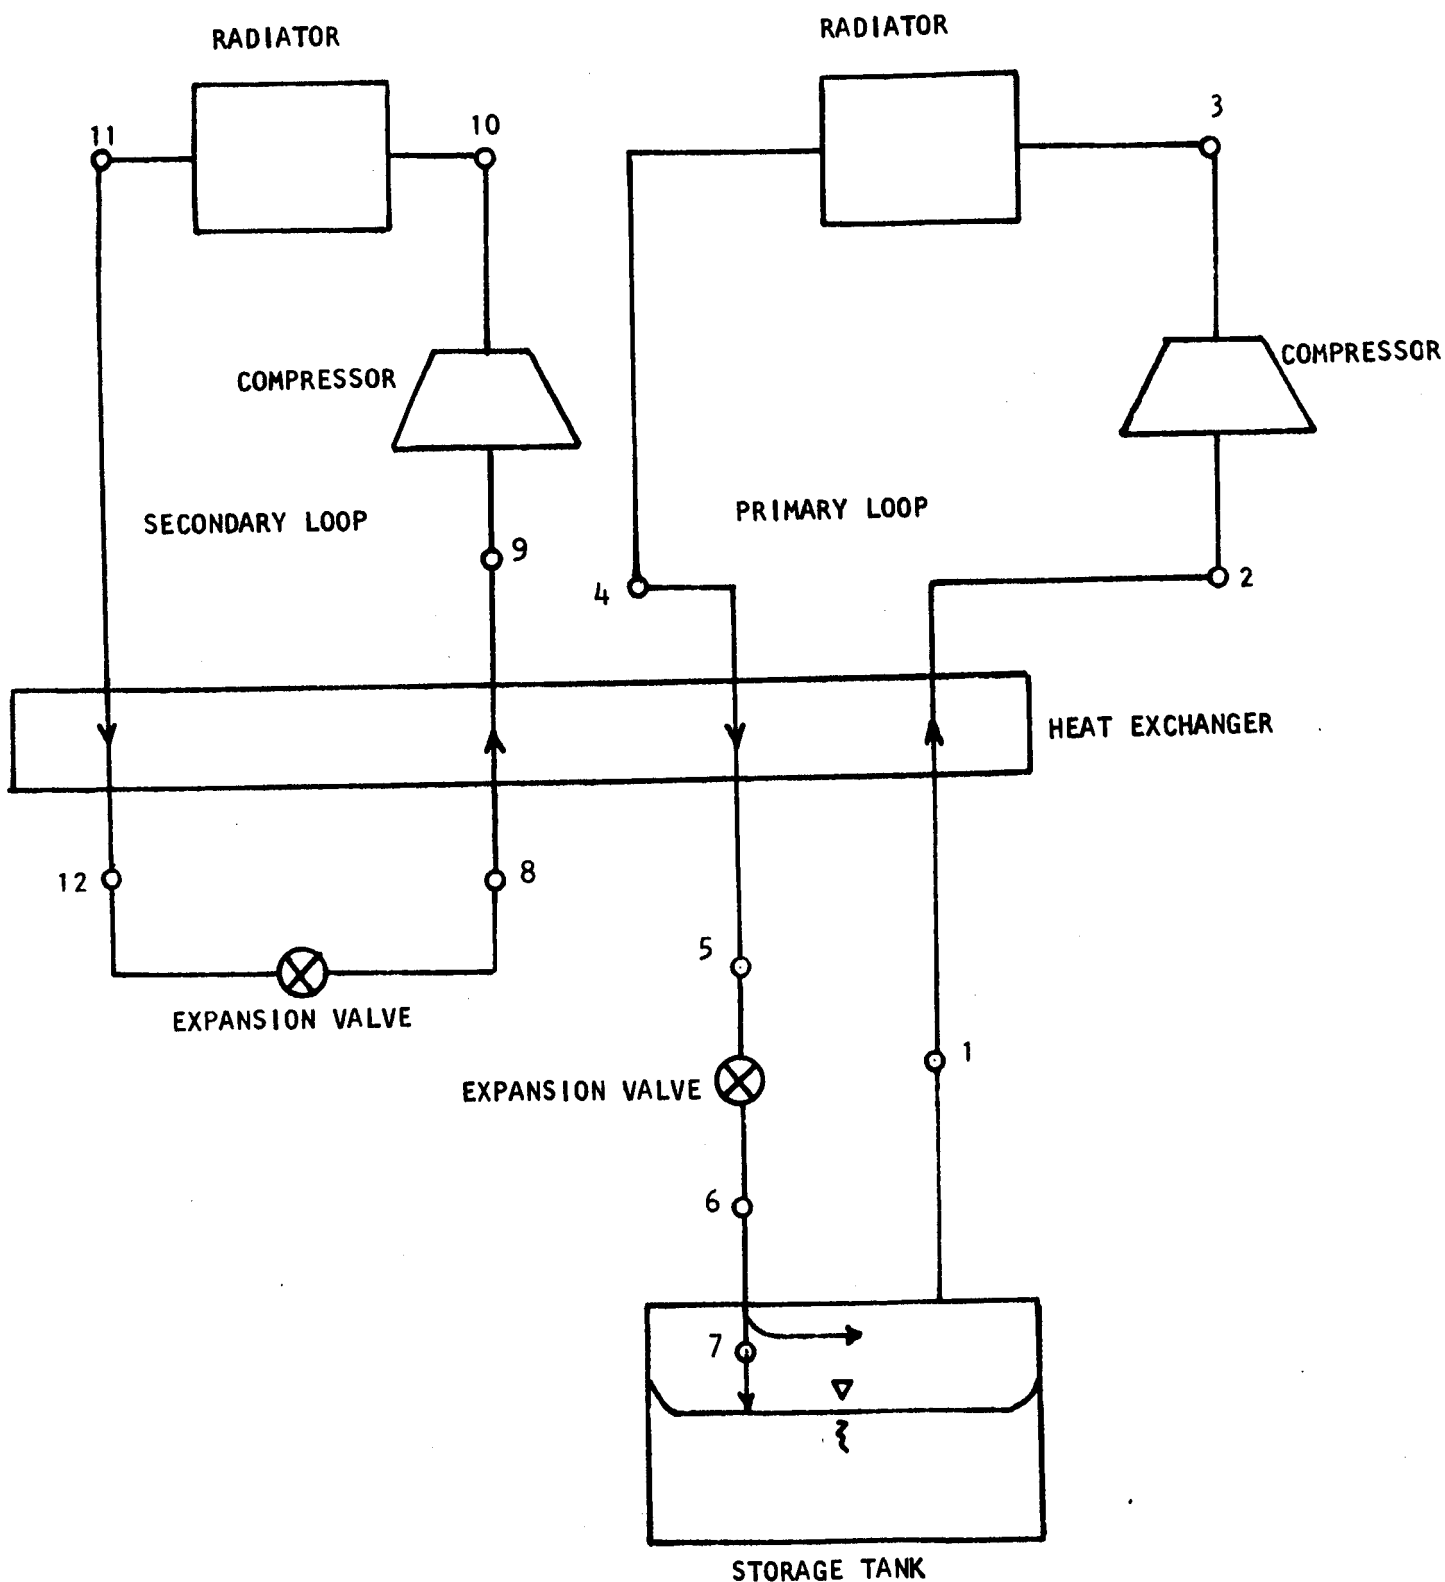 RADIATOR
RADIATOR
11
10
3
COMPRESSOR
COMPRESSOR
SECONDARY LOOP
PRIMARY LOOP
9
4
2
HEAT EXCHANGER
12
8
5
EXPANSION VALVE
1
EXPANSION VALVE
6
7
STORAGE TANK